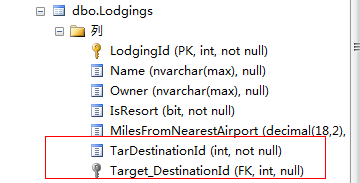 dbo.Lodgings
列
LodgingId (PK, int, not null)
Name (nvarchar(max), null)
Owner (nvarchar(max), null)
IsResort (bit, not null)
MilesFromNearestAirport (decimal(18,2),
TarDestinationId (int, not null)
Target_DestinationId (FK, int, null)